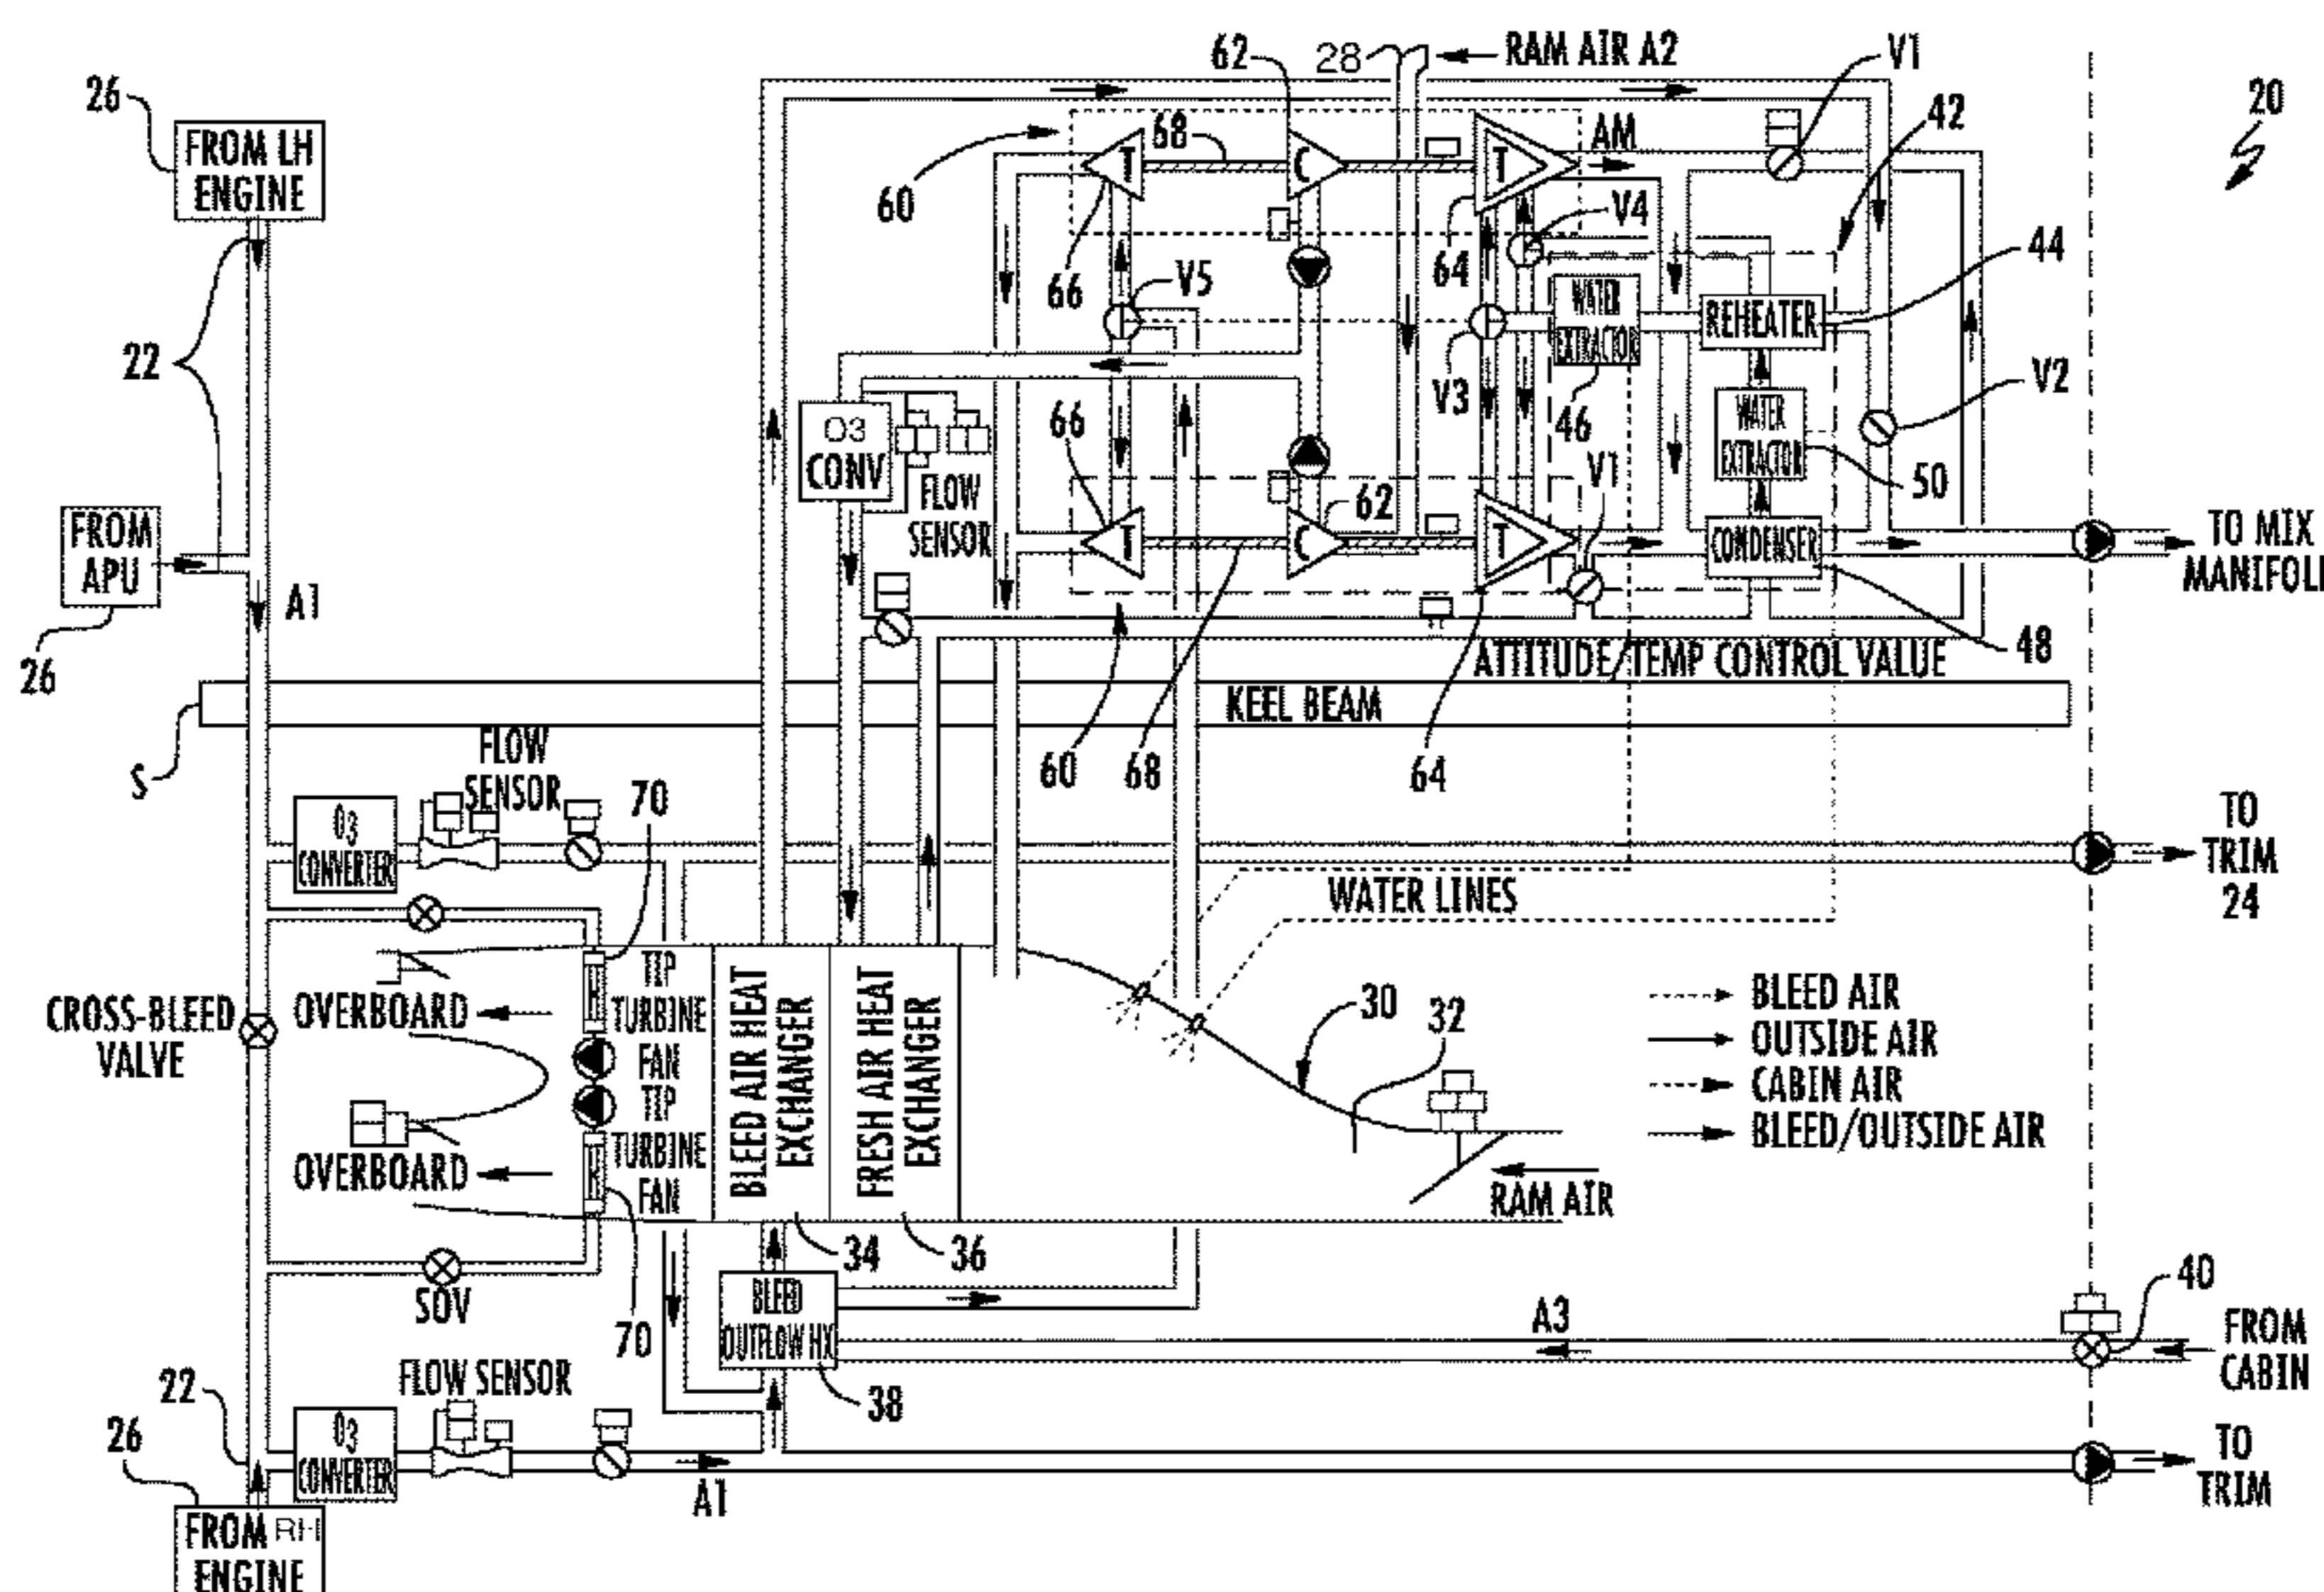 62
28
RAM AIR A2
V1
26
FROM LH
ENGINE
68
AM
42
20
60
T
C
T
V4
44
66
V5
64
WATER
EXTRACTOR
REHEATER
22
V3
V2
46
66
O3
CONV
WATER
EXTRACTOR
50
FLOW
SENSOR
V1
62
FROM
APU
T
C
T
CONDENSER
TO MIX
MANIFOL
A1
26
ATTITUDE/TEMP CONTROL VALUE
48
KEEL BEAM
S
FLOW
SENSOR
60
68
64
70
O3
CONVERTER
TO
TRIM
24
WATER LINES
TIP
TURBINE
FAN
TIP
TURBINE
FAN
BLEED AIR HEAT
EXCHANGER
FRESH AIR HEAT
EXCHANGER
OVERBOARD
CROSS-BLEED
VALVE
OVERBOARD
30
32
BLEED AIR
OUTSIDE AIR
CABIN AIR
BLEED/OUTSIDE AIR
RAM AIR
34
36
40
SOV
70
BLEED
OUTFLOW HX
A3
FROM
CABIN
38
22
FLOW SENSOR
26
O3
CONVERTER
A1
TO
TRIM
FROM RH
ENGINE